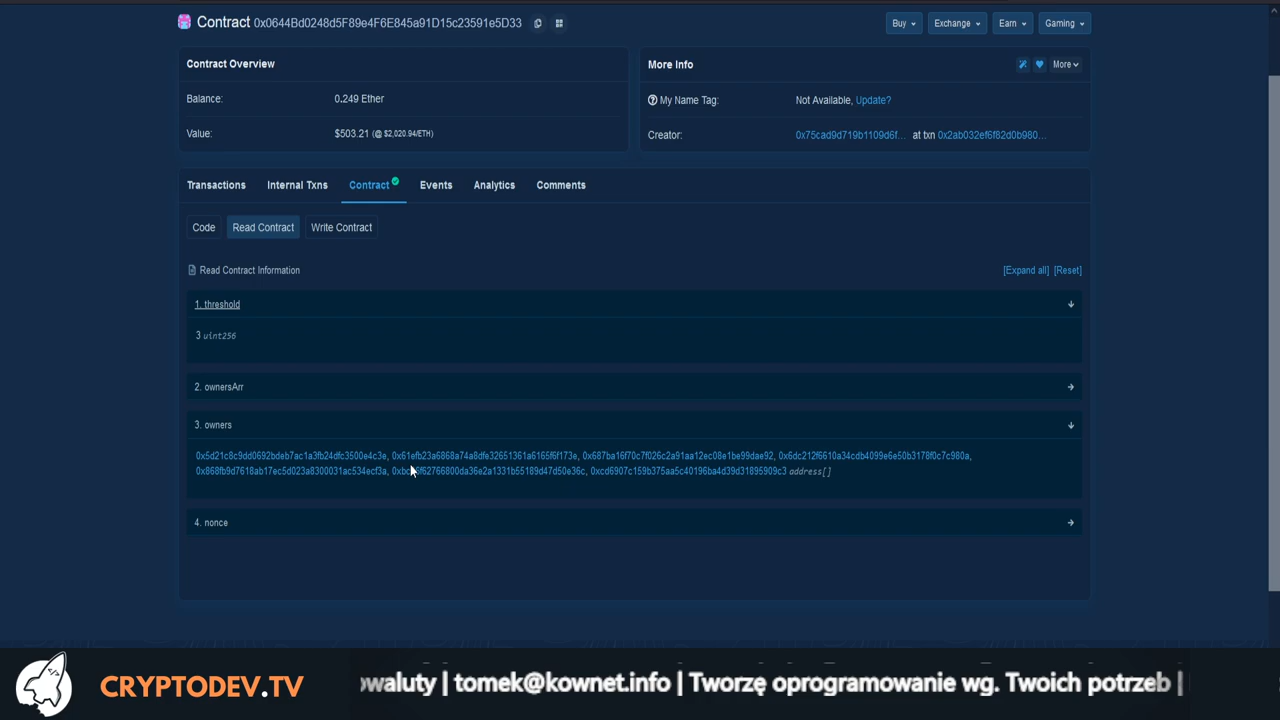 Contract 0x0644Bd0248d5F89e4F6E845a91D15c23591e5D33
Buy Exchange Earn Gaming
Contract Overview
Balance: 0.249 Ether
Value: $503.21 (@ $2,020.94/ETH)
More Info
More
My Name Tag: Not Available, Update?
Creator: 0x75cad9d719b1109d6f... at txn 0x2ab032ef6f82d0b980...
Transactions Internal Txns Contract Events Analytics Comments
Code Read Contract Write Contract
Read Contract Information [Expand all] [Reset]
1. threshold
3 uint256
2. ownersArr
3. owners
0x5d21c8c9dd0692bdeb7ac1a3fb24dfc3500e4c3e, 0x61efb23a6868a74a8dfe32651361a6165f6f173e, 0x687ba16f70c7f026c2a91aa12ec08e1be99dae92, 0x6dc212f6610a34cdb4099e6e50b3178f0c7c980a,
0x868fb9d7618ab17ec5d023a8300031ac534ecf3a, 0xcd6907c159b375aa5c40196ba4d39d31895909c3 address[]
4. nonce
CRYPTODEV.TV
owaluty | tomek@kownet.info | Tworzę oprogramowanie wg. Twoich potrzeb |